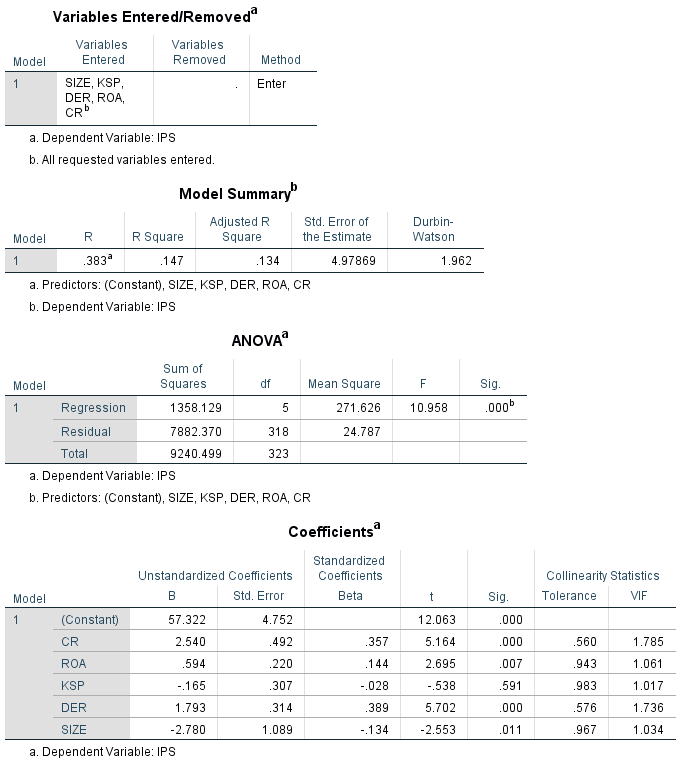 Variables Entered/Removedᵃ
Model Variables Entered Variables Removed Method
1 SIZE, KSP, DER, ROA, CRᵇ . Enter
a. Dependent Variable: IPS
b. All requested variables entered.
Model Summaryᵇ
Model R R Square Adjusted R Square Std. Error of the Estimate Durbin-Watson
1 .383ᵃ .147 .134 4.97869 1.962
a. Predictors: (Constant), SIZE, KSP, DER, ROA, CR
b. Dependent Variable: IPS
ANOVAᵃ
Model Sum of Squares df Mean Square F Sig.
1 Regression 1358.129 5 271.626 10.958 .000ᵇ
Residual 7882.370 318 24.787
Total 9240.499 323
a. Dependent Variable: IPS
b. Predictors: (Constant), SIZE, KSP, DER, ROA, CR
Coefficientsᵃ
Unstandardized Coefficients Standardized Coefficients Collinearity Statistics
Model B Std. Error Beta t Sig. Tolerance VIF
1 (Constant) 57.322 4.752 12.063 .000
CR 2.540 .492 .357 5.164 .000 .560 1.785
ROA .594 .220 .144 2.695 .007 .943 1.061
KSP -.165 .307 -.028 -.538 .591 .983 1.017
DER 1.793 .314 .389 5.702 .000 .576 1.736
SIZE -2.780 1.089 -.134 -2.553 .011 .967 1.034
a. Dependent Variable: IPS